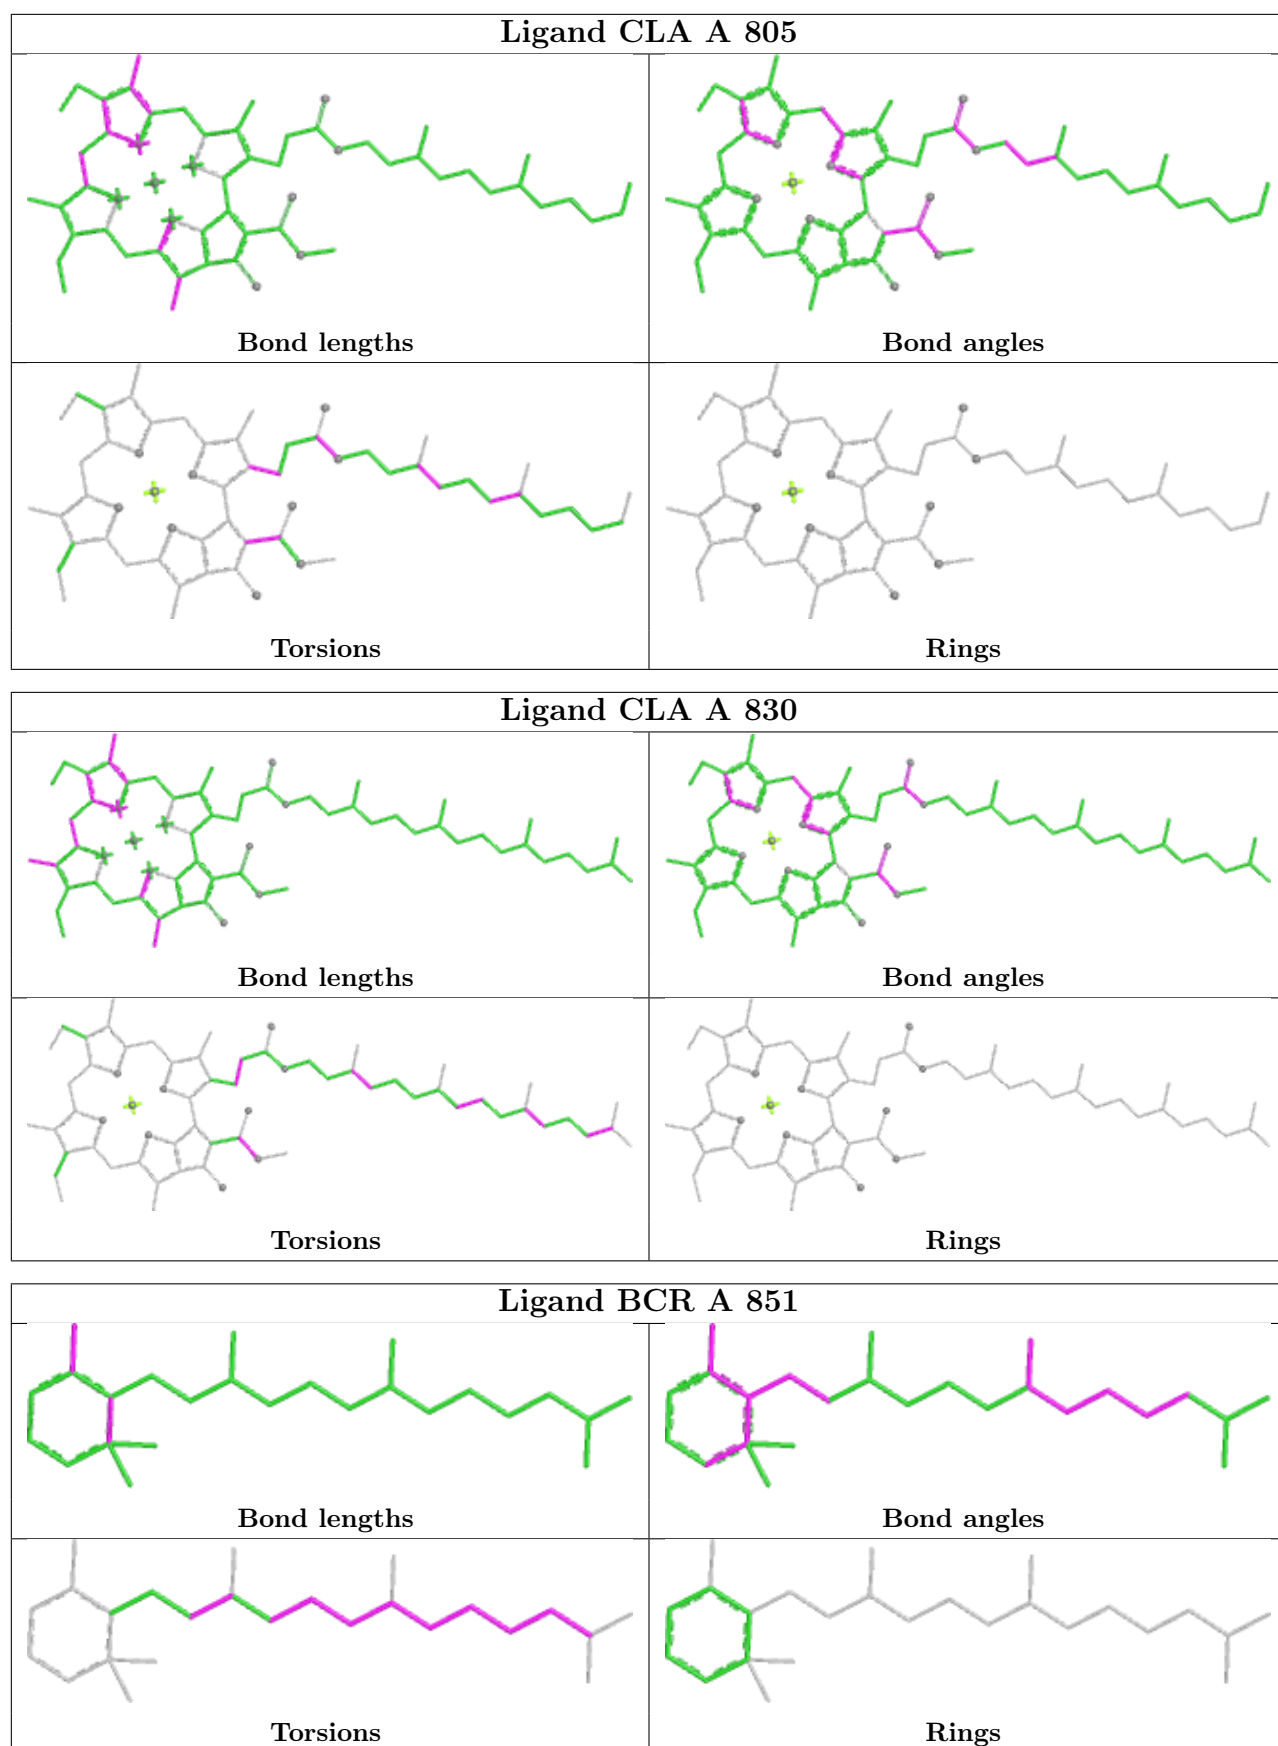 Ligand CLA A 805
Bond lengths
Bond angles
Torsions
Rings
Ligand CLA A 830
Bond lengths
Bond angles
Torsions
Rings
Ligand BCR A 851
Bond lengths
Bond angles
Torsions
Rings